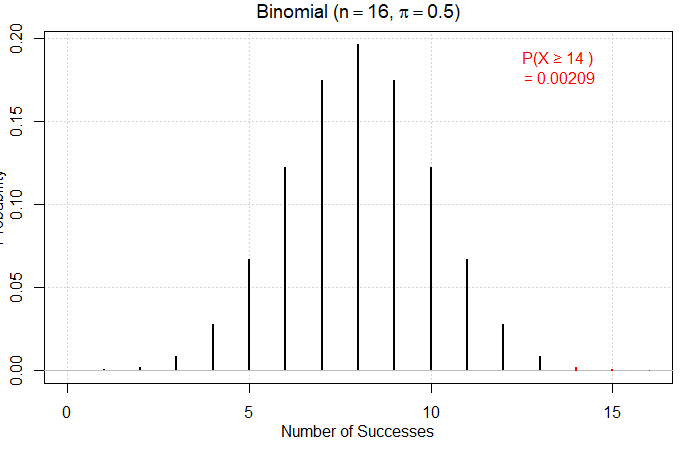 Binomial (n = 16, π = 0.5)
P(X ≥ 14 )
= 0.00209
0.20
0.15
0.10
0.05
0.00
0 5 10 15
Number of Successes